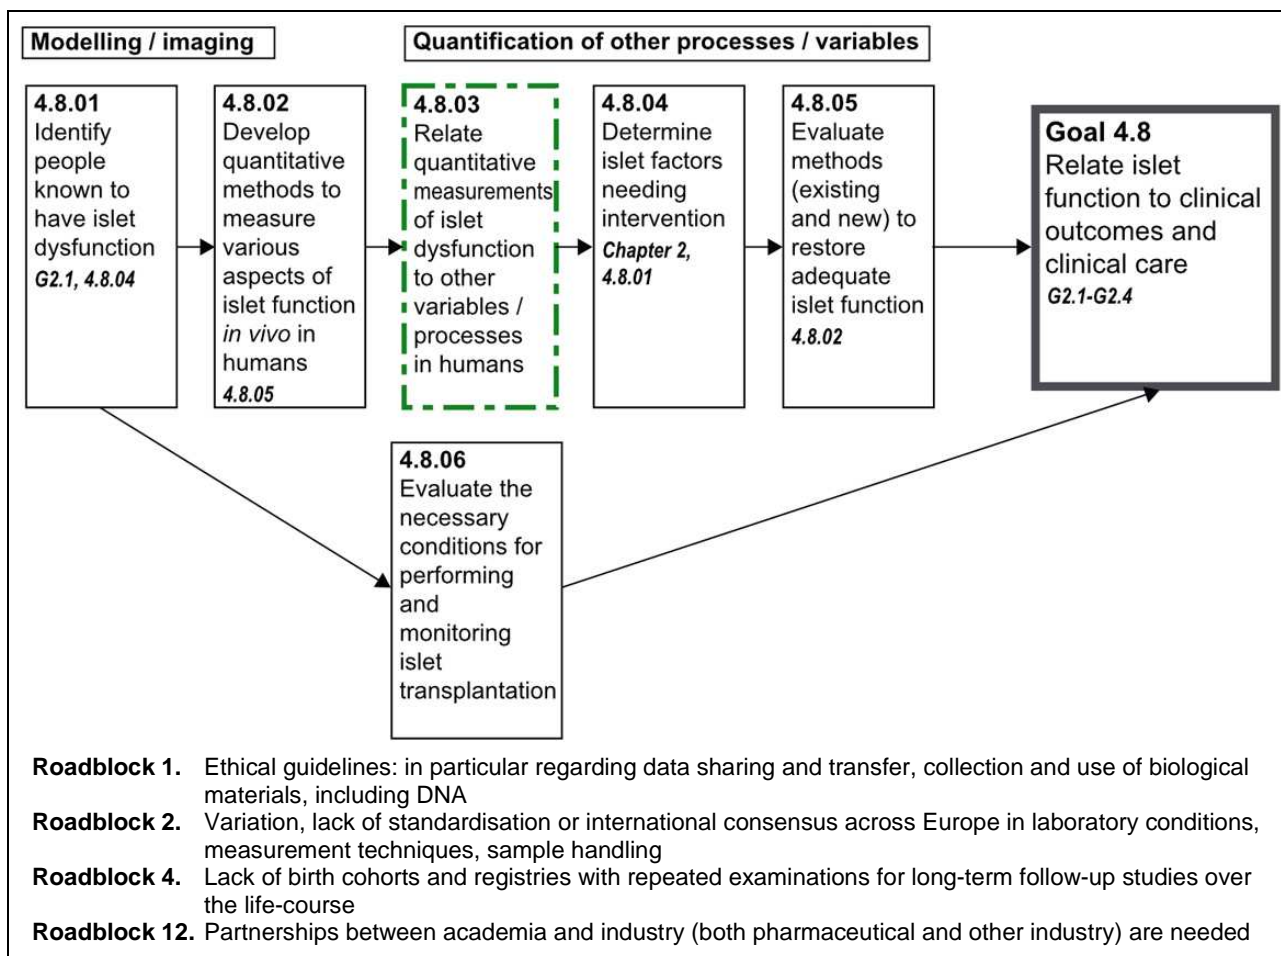 Modelling / imaging
Quantification of other processes / variables
4.8.01
Identify
people
known to
have islet
dysfunction
G2.1, 4.8.04
4.8.02
Develop
quantitative
methods to
measure
various
aspects of
islet function
in vivo in
humans
4.8.05
4.8.03
Relate
quantitative
measurements
of islet
dysfunction
to other
variables /
processes
in humans
4.8.04
Determine
islet factors
needing
intervention
Chapter 2,
4.8.01
4.8.05
Evaluate
methods
(existing
and new) to
restore
adequate
islet function
4.8.02
Goal 4.8
Relate islet
function to clinical
outcomes and
clinical care
G2.1-G2.4
4.8.06
Evaluate the
necessary
conditions for
performing
and
monitoring
islet
transplantation
Roadblock 1. Ethical guidelines: in particular regarding data sharing and transfer, collection and use of biological
materials, including DNA
Roadblock 2. Variation, lack of standardisation or international consensus across Europe in laboratory conditions,
measurement techniques, sample handling
Roadblock 4. Lack of birth cohorts and registries with repeated examinations for long-term follow-up studies over
the life-course
Roadblock 12. Partnerships between academia and industry (both pharmaceutical and other industry) are needed